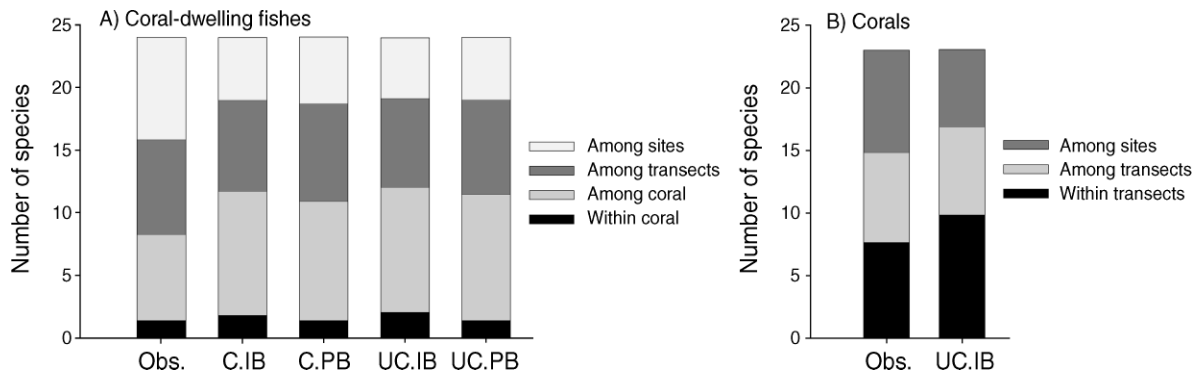 A) Coral-dwelling fishes
Number of species
25
20
15
10
5
0
Obs.
C.IB
C.PB
UC.IB
UC.PB
Among sites
Among transects
Among coral
Within coral
B) Corals
Number of species
25
20
15
10
5
0
Obs.
UC.IB
Among sites
Among transects
Within transects